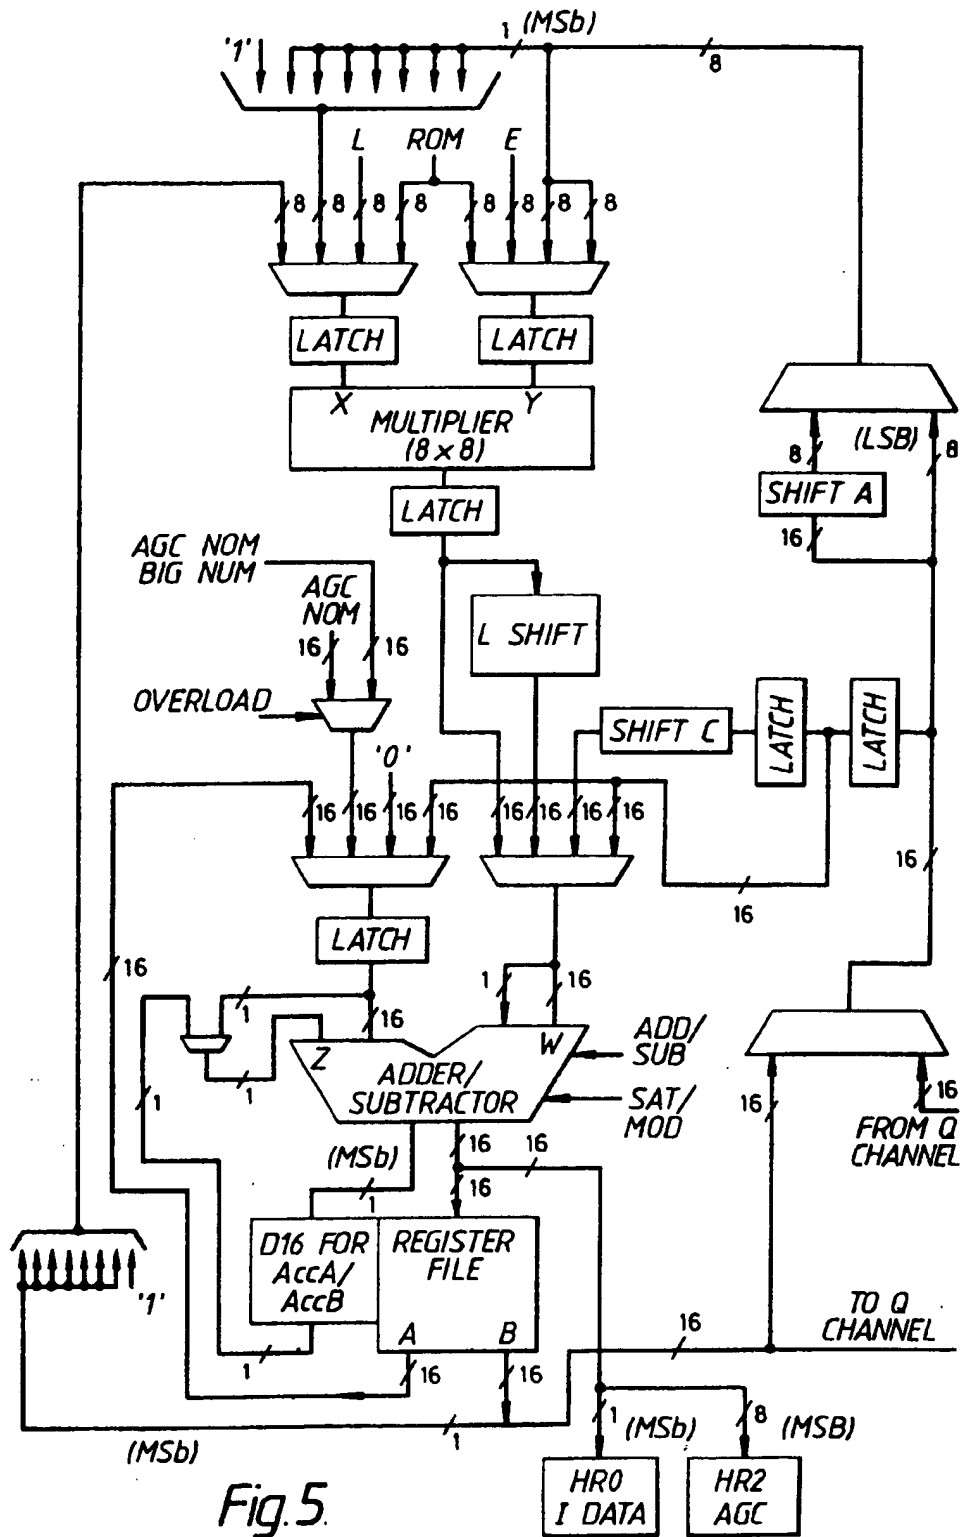 1 (MSb)
'1'
8
L ROM E
8 8 8 8 8 8 8 8
LATCH LATCH
X Y
MULTIPLIER
(8 x 8)
8 (LSB) 8
SHIFT A
16
LATCH
AGC NOM
BIG NUM
AGC
NOM
16 16
L SHIFT
OVERLOAD
SHIFT C
LATCH
LATCH
'0'
16 16 16 16 16 16 16 16
16
16
LATCH
16
1 16 1 16
Z W
ADD/
SUB
ADDER/
SUBTRACTOR
1 1
SAT/
MOD
16 16
FROM Q
CHANNEL
(MSb) 16 16
1 16
D16 FOR
AccA/
AccB
REGISTER
FILE
'1'
A B
TO Q
CHANNEL
16
1 16 16
(MSb) 1
1 (MSb) 8 (MSB)
HR0
I DATA
HR2
AGC
Fig. 5.